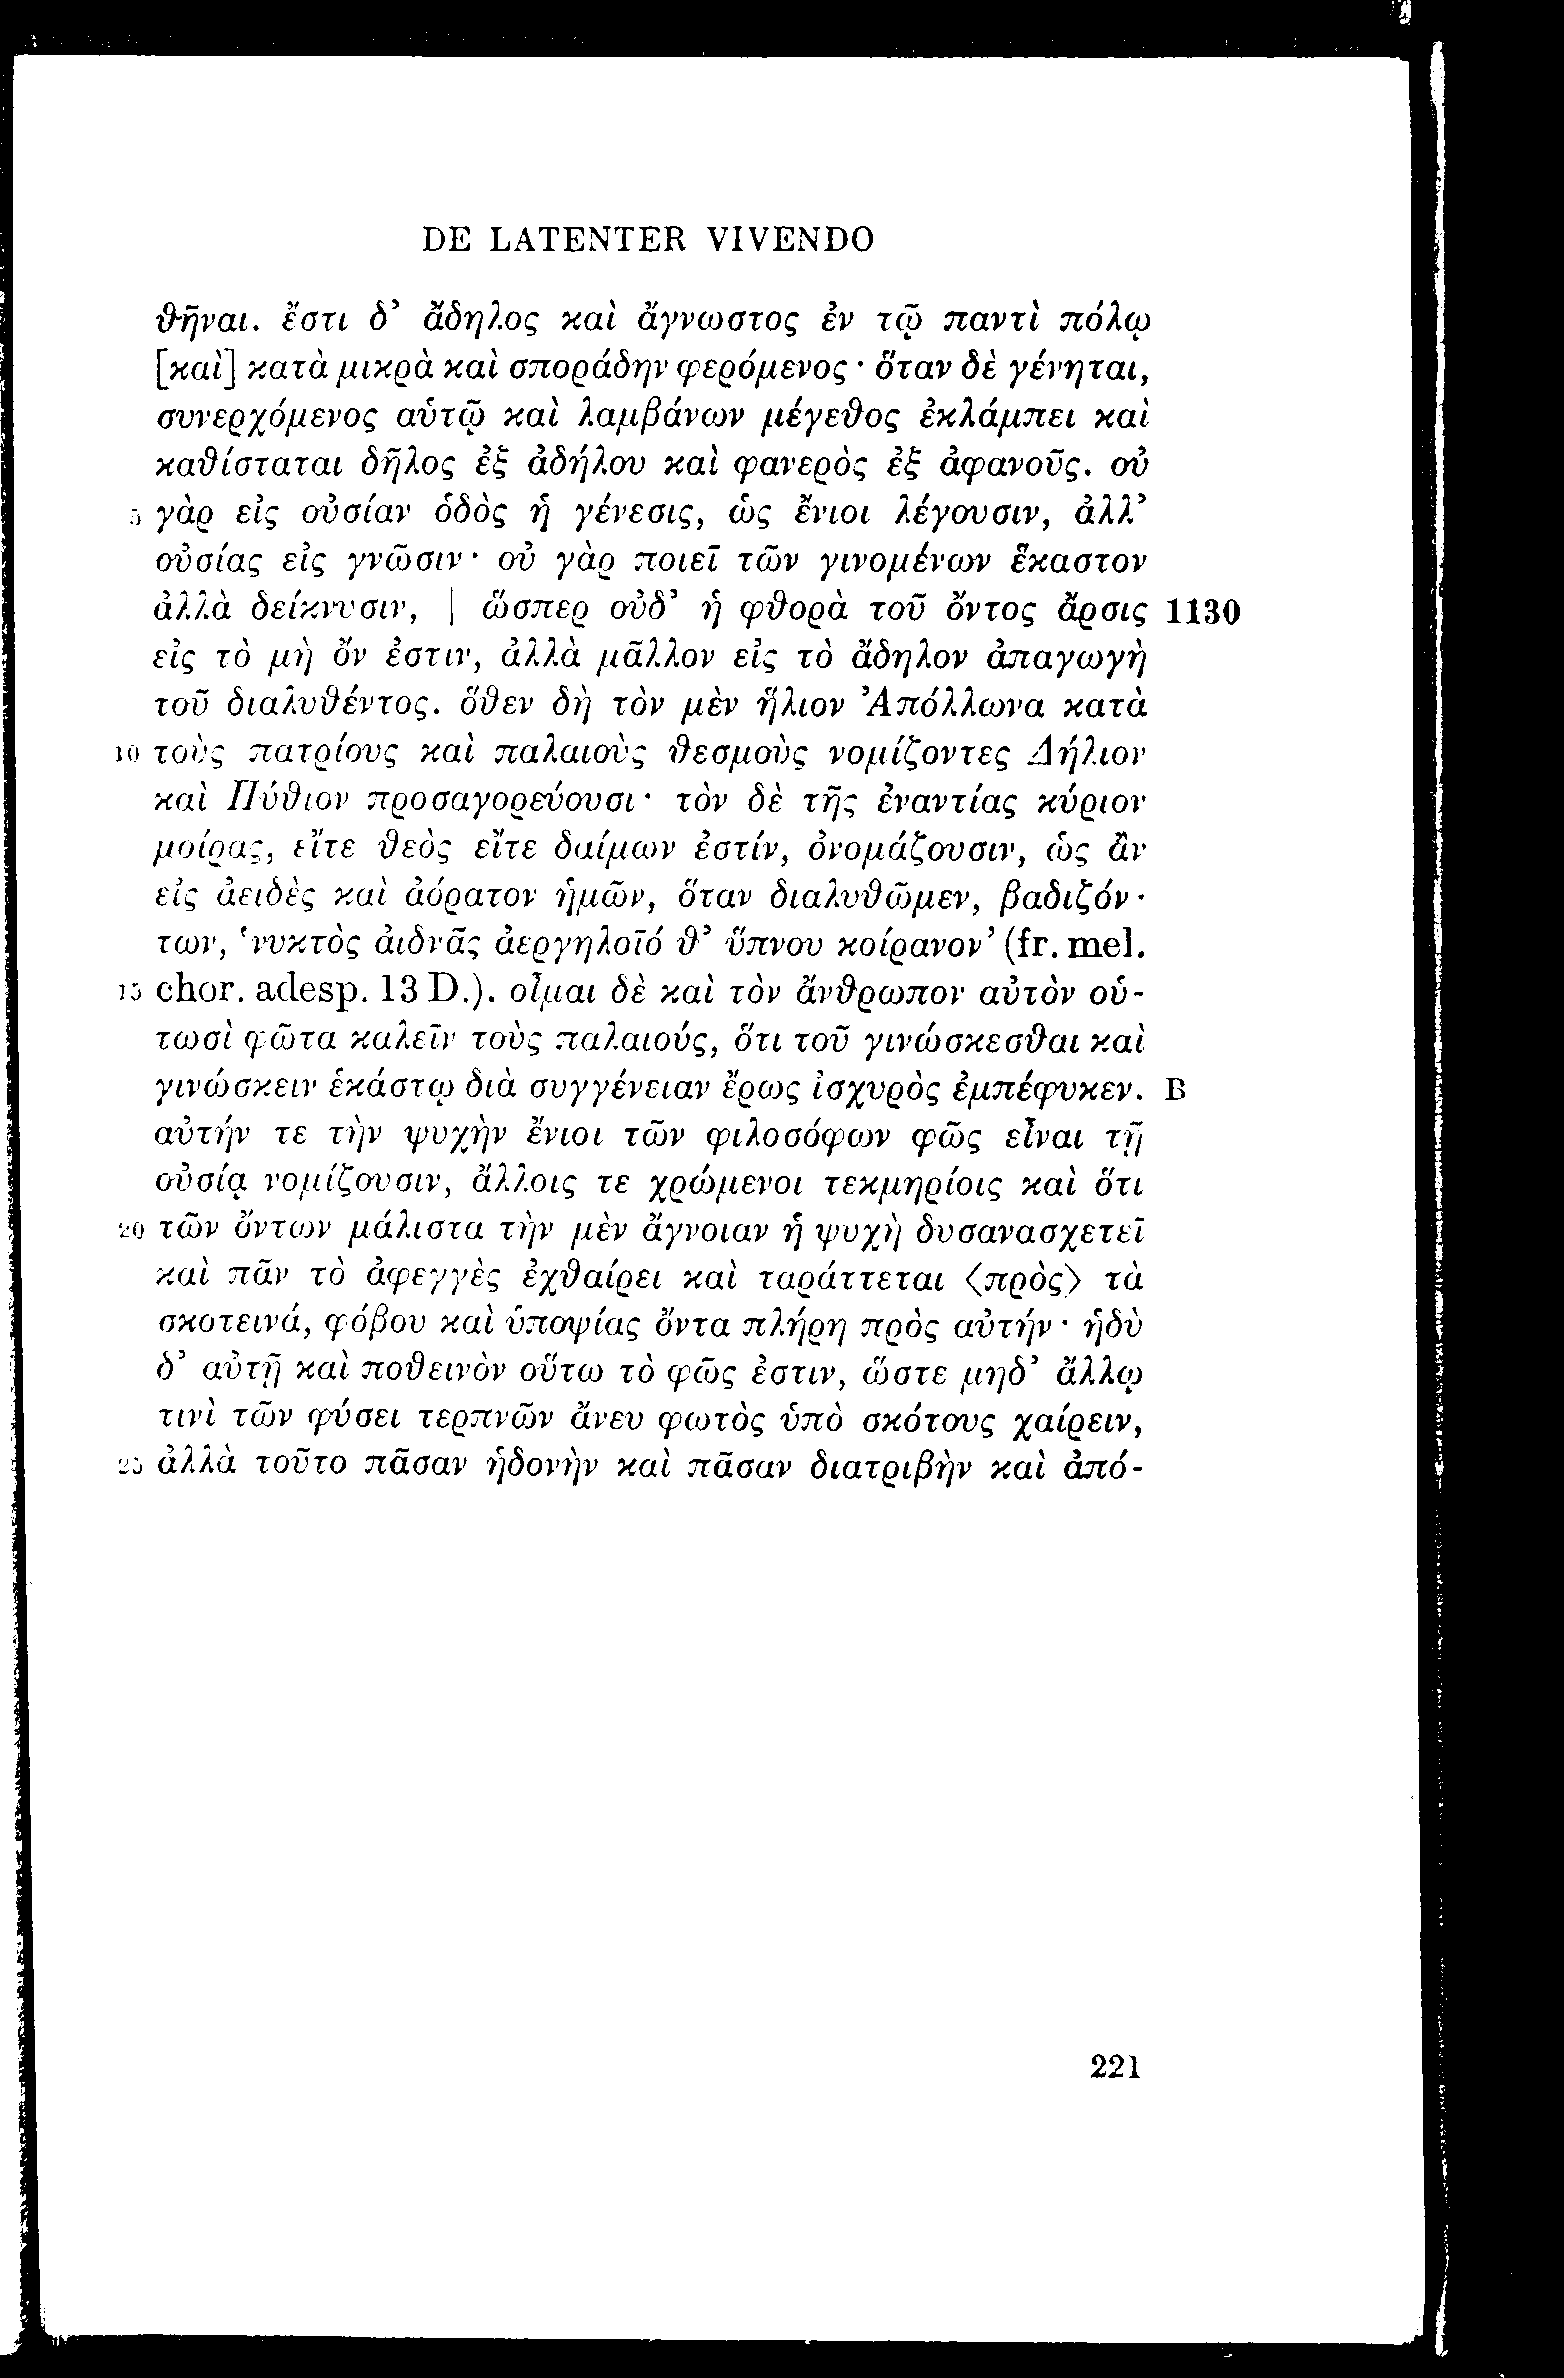 DE LATENTER VIVENDO
θῆναι. ἔστι δ’ ἄδηλος καὶ ἄγνωστος ἐν τῷ παντὶ πόλῳ
[καὶ] κατὰ μικρὰ καὶ σποράδην φερόμενος· ὅταν δὲ γένηται,
συνερχόμενος αὑτῷ καὶ λαμβάνων μέγεθος ἐκλάμπει καὶ
καθίσταται δῆλος ἐξ ἀδήλου καὶ φανερὸς ἐξ ἀφανοῦς. οὐ
5 γὰρ εἰς οὐσίαν ὁδὸς ἡ γένεσις, ὡς ἔνιοι λέγουσιν, ἀλλ’
οὐσίας εἰς γνῶσιν· οὐ γὰρ ποιεῖ τῶν γινομένων ἕκαστον
ἀλλὰ δείκνυσιν, | ὥσπερ οὐδ’ ἡ φθορὰ τοῦ ὄντος ἄρσις 1130
εἰς τὸ μὴ ὄν ἐστιν, ἀλλὰ μᾶλλον εἰς τὸ ἄδηλον ἀπαγωγὴ
τοῦ διαλυθέντος. ὅθεν δὴ τὸν μὲν ἥλιον Ἀπόλλωνα κατὰ
10 τοὺς πατρίους καὶ παλαιοὺς θεσμοὺς νομίζοντες Δήλιον
καὶ Πύθιον προσαγορεύουσι· τὸν δὲ τῆς ἐναντίας κύριον
μοίρας, εἴτε θεὸς εἴτε δαίμων ἐστίν, ὀνομάζουσιν, ὡς ἂν
εἰς ἀειδὲς καὶ ἀόρατον ἡμῶν, ὅταν διαλυθῶμεν, βαδιζόν-
των, ‘νυκτὸς ἀιδνᾶς ἀεργηλοῖό θ’ ὕπνου κοίρανον’ (fr. mel.
15 chor. adesp. 13 D.). οἶμαι δὲ καὶ τὸν ἄνθρωπον αὐτὸν οὑ-
τωσὶ φῶτα καλεῖν τοὺς παλαιούς, ὅτι τοῦ γινώσκεσθαι καὶ
γινώσκειν ἑκάστῳ διὰ συγγένειαν ἔρως ἰσχυρὸς ἐμπέφυκεν. B
αὐτήν τε τὴν ψυχὴν ἔνιοι τῶν φιλοσόφων φῶς εἶναι τῇ
οὐσίᾳ νομίζουσιν, ἄλλοις τε χρώμενοι τεκμηρίοις καὶ ὅτι
20 τῶν ὄντων μάλιστα τὴν μὲν ἄγνοιαν ἡ ψυχὴ δυσανασχετεῖ
καὶ πᾶν τὸ ἀφεγγὲς ἐχθαίρει καὶ ταράττεται ⟨πρὸς⟩ τὰ
σκοτεινά, φόβου καὶ ὑποψίας ὄντα πλήρη πρὸς αὐτήν· ἡδὺ
δ’ αὐτῇ καὶ ποθεινὸν οὕτω τὸ φῶς ἐστιν, ὥστε μηδ’ ἄλλῳ
τινὶ τῶν φύσει τερπνῶν ἄνευ φωτὸς ὑπὸ σκότους χαίρειν,
25 ἀλλὰ τοῦτο πᾶσαν ἡδονὴν καὶ πᾶσαν διατριβὴν καὶ ἀπό-
221